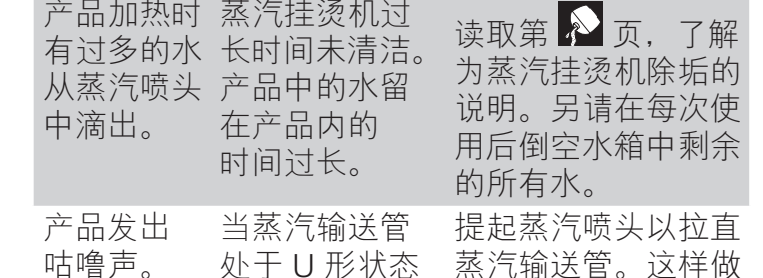 产品加热时
有过多的水
从蒸汽喷头
中滴出。
蒸汽挂烫机过
长时间未清洁。
产品中的水留
在产品内的
时间过长。
读取第 页，了解
为蒸汽挂烫机除垢的
说明。另请在每次使
用后倒空水箱中剩余
的所有水。
产品发出
咕噜声。
当蒸汽输送管
处于 U 形状态
提起蒸汽喷头以拉直
蒸汽输送管。这样做